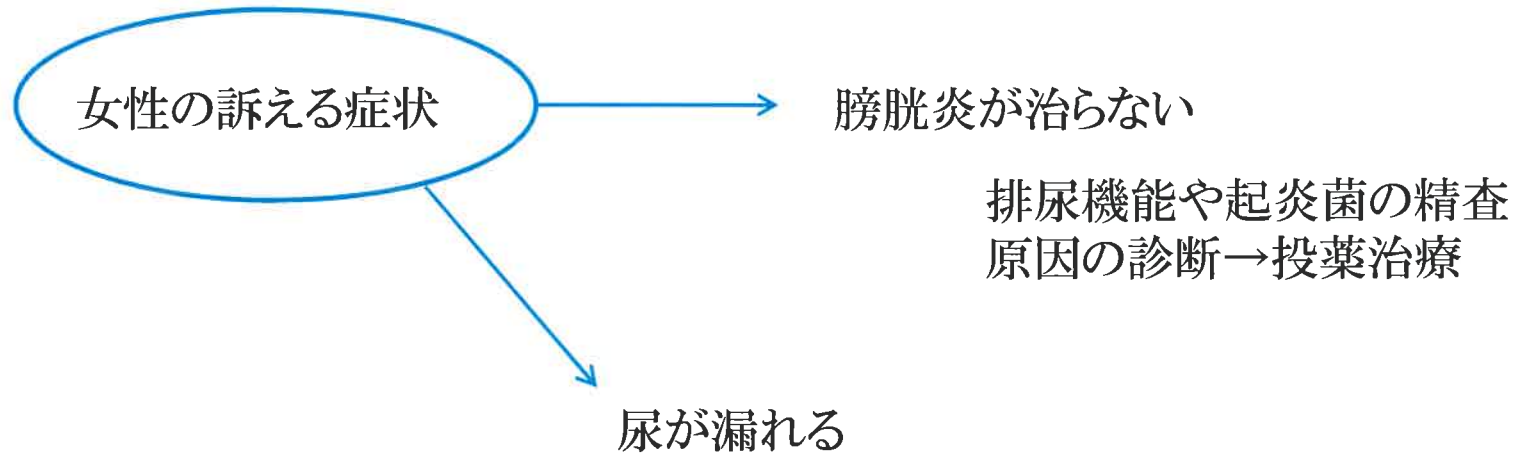 女性の訴える症状
膀胱炎が治らない
排尿機能や起炎菌の精査
原因の診断→投薬治療
尿が漏れる